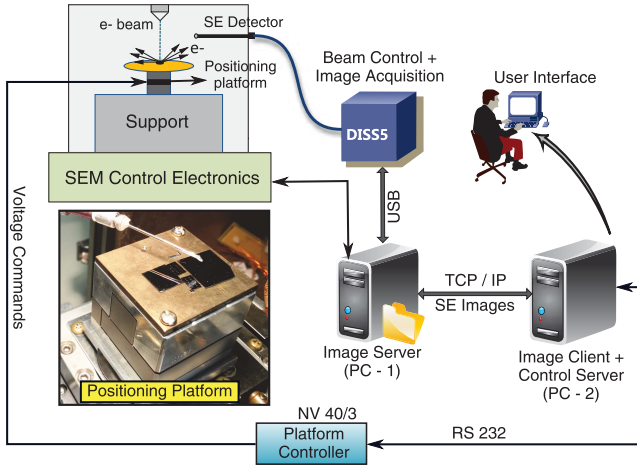 e- beam
SE Detector
e-
Positioning
platform
Support
SEM Control Electronics
Voltage Commands
Beam Control +
Image Acquisition
DISS5
USB
User Interface
TCP / IP
SE Images
Image Server
(PC - 1)
Image Client +
Control Server
(PC - 2)
Positioning Platform
NV 40/3
Platform
Controller
RS 232